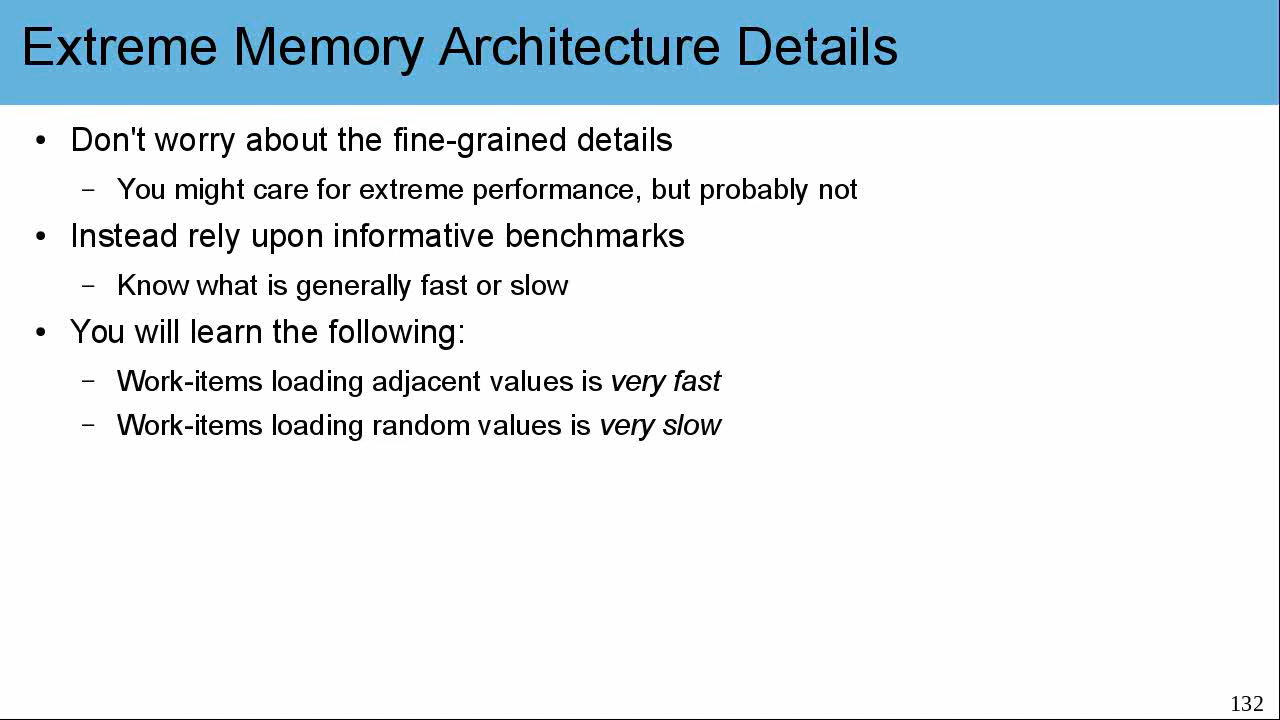 Extreme Memory Architecture Details
• Don't worry about the fine-grained details
– You might care for extreme performance, but probably not
• Instead rely upon informative benchmarks
– Know what is generally fast or slow
• You will learn the following:
– Work-items loading adjacent values is very fast
– Work-items loading random values is very slow
132